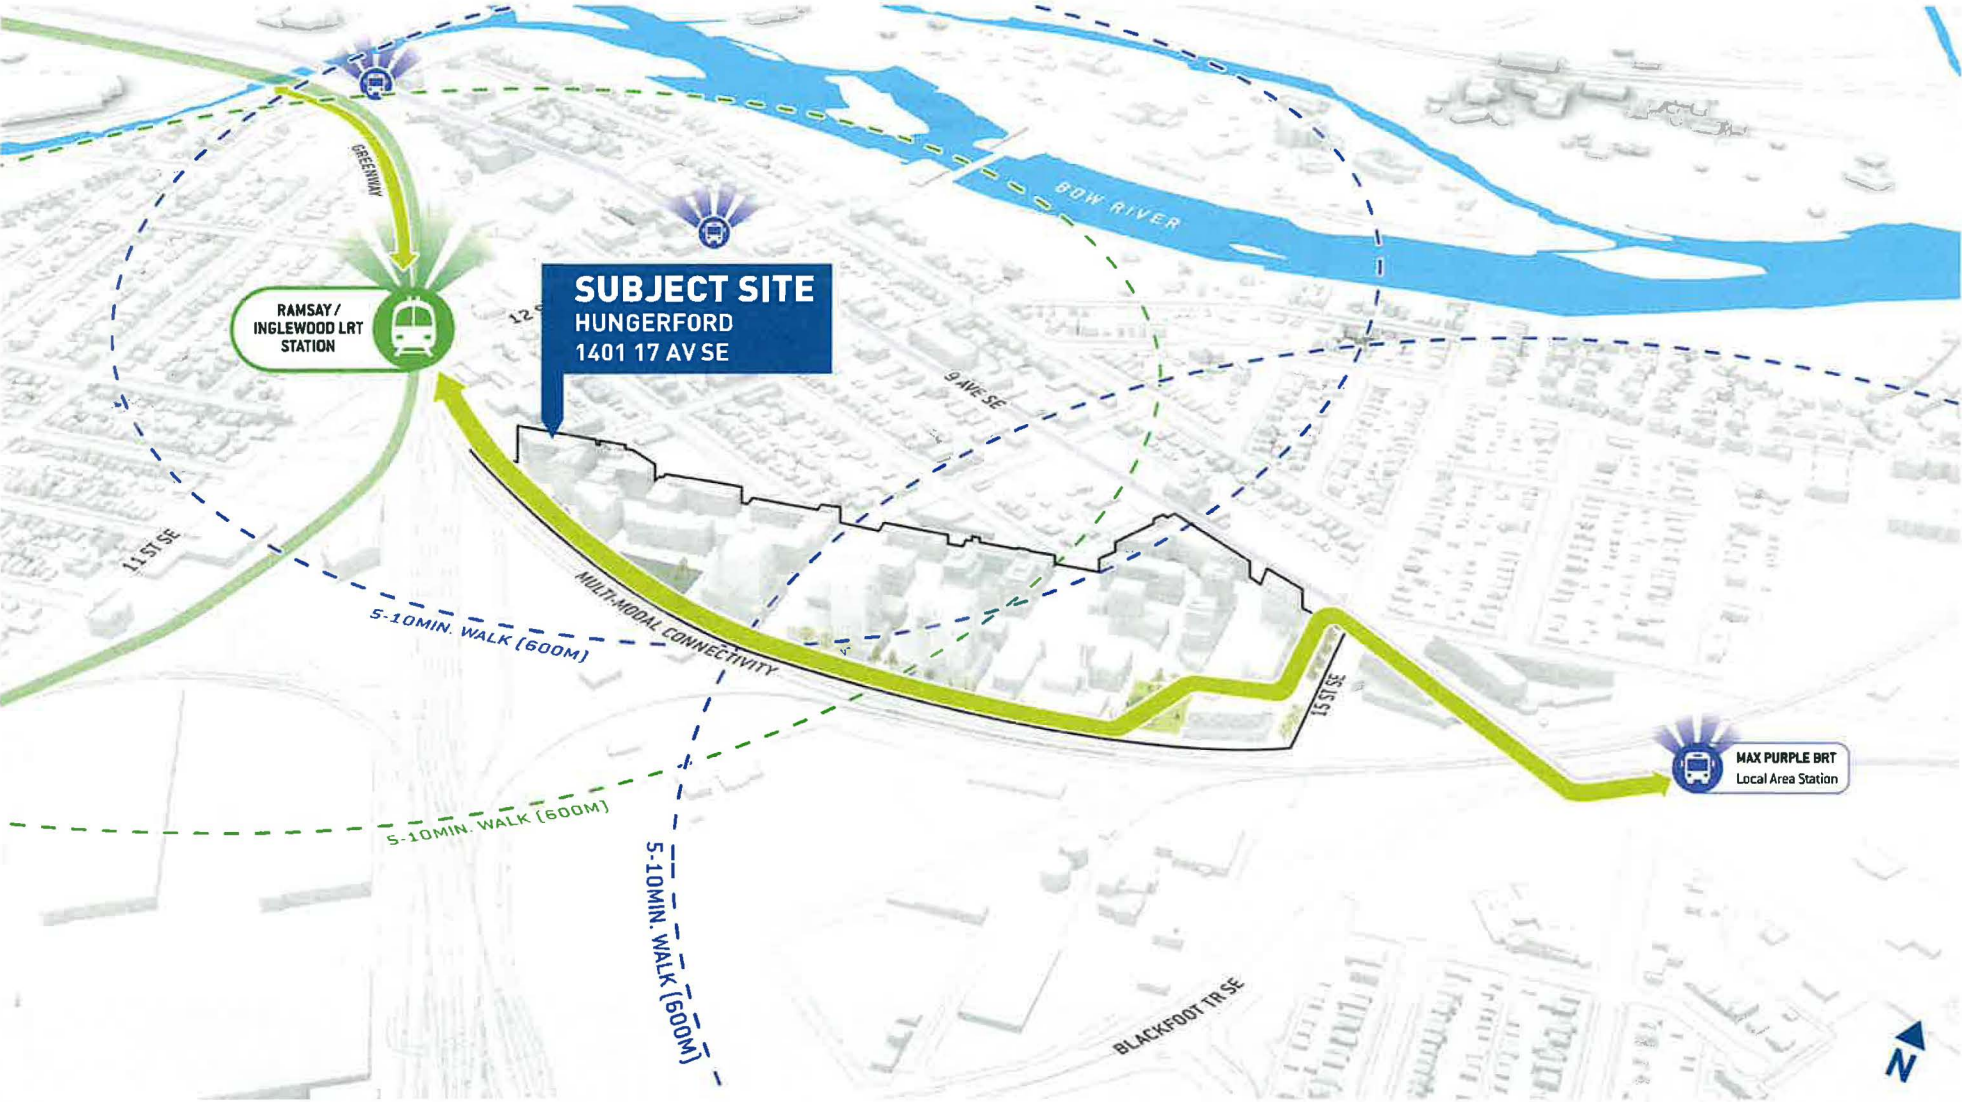 GREENWAY
BOW RIVER
RAMSAY /
INGLEWOOD LRT
STATION
12
SUBJECT SITE
HUNGERFORD
1401 17 AV SE
9 AVE SE
11 ST SE
MULTI-MODAL CONNECTIVITY
5-10MIN. WALK (600M)
15 ST SE
MAX PURPLE BRT
Local Area Station
5-10MIN. WALK (600M)
5-10MIN. WALK (600M)
BLACKFOOT TR SE
N